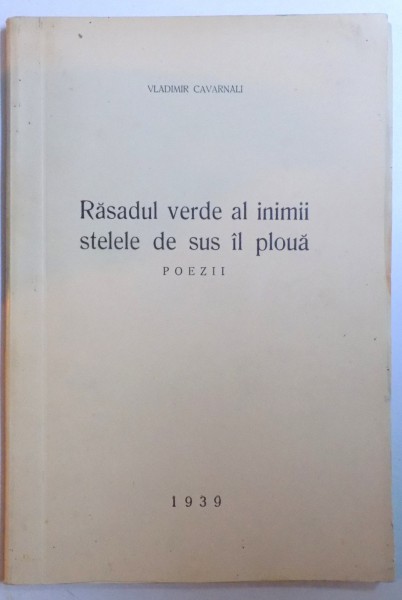 VLADIMIR CAVARNALI
Răsadul verde al inimii
stelele de sus îl plouă
POEZII
1939